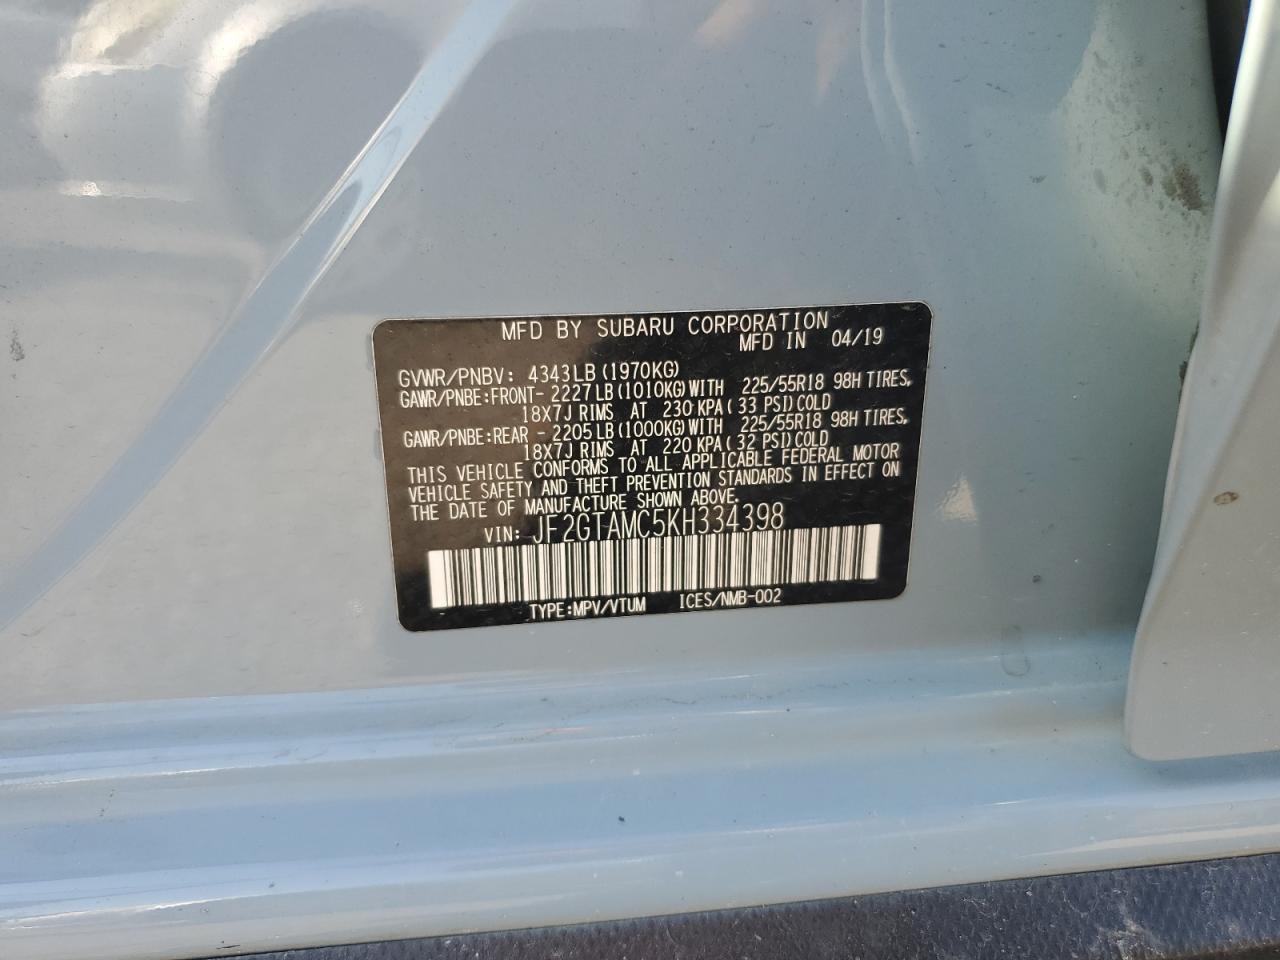 MFD BY SUBARU CORPORATION
MFD IN 04/19
GVWR/PNBV: 4343LB (1970KG)
GAWR/PNBE:FRONT- 2227LB (1010KG) WITH 225/55R18 98H TIRES,
18X7J RIMS AT 230 KPA ( 33 PSI) COLD
GAWR/PNBE:REAR - 2205LB (1000KG) WITH 225/55R18 98H TIRES,
18X7J RIMS AT 220 KPA ( 32 PSI) COLD
THIS VEHICLE CONFORMS TO ALL APPLICABLE FEDERAL MOTOR
VEHICLE SAFETY AND THEFT PREVENTION STANDARDS IN EFFECT ON
THE DATE OF MANUFACTURE SHOWN ABOVE.
VIN: JF2GTAMC5KH334398
TYPE:MPV/VTUM ICES/NMB-002